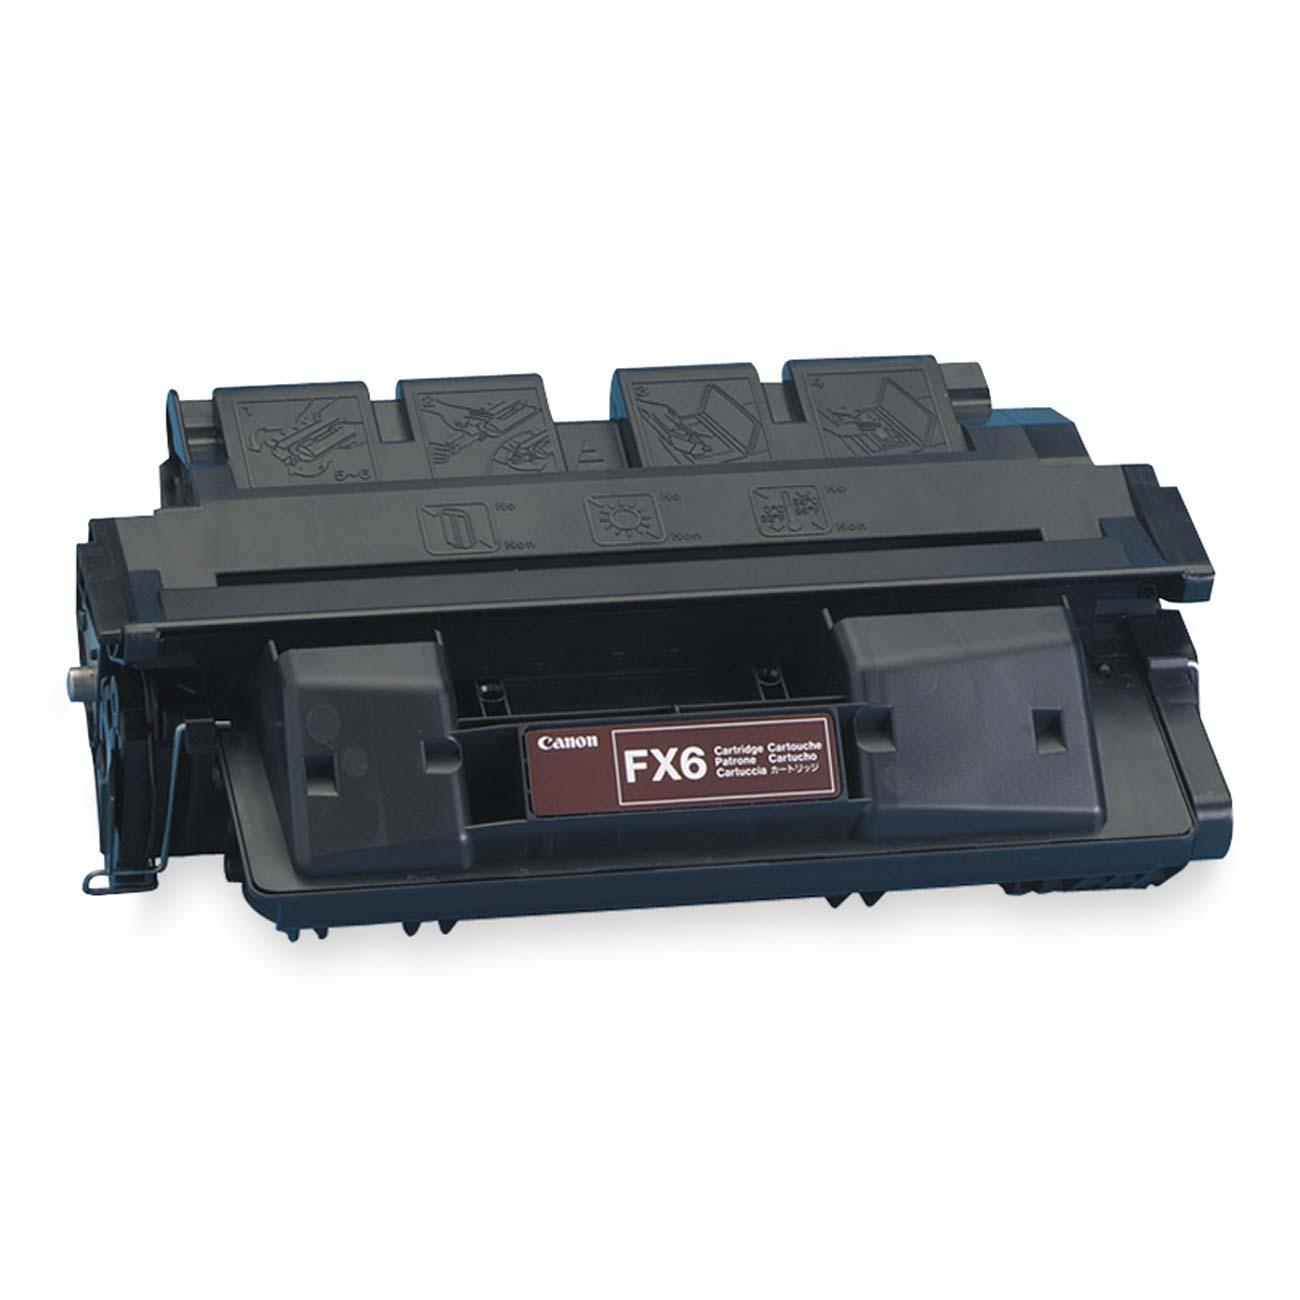 1
5~6
2
3
4
No
Non
No
Non
No
Non
Canon
FX6
Cartridge Cartouche
Patrone Cartucho
Cartuccia カートリッジ